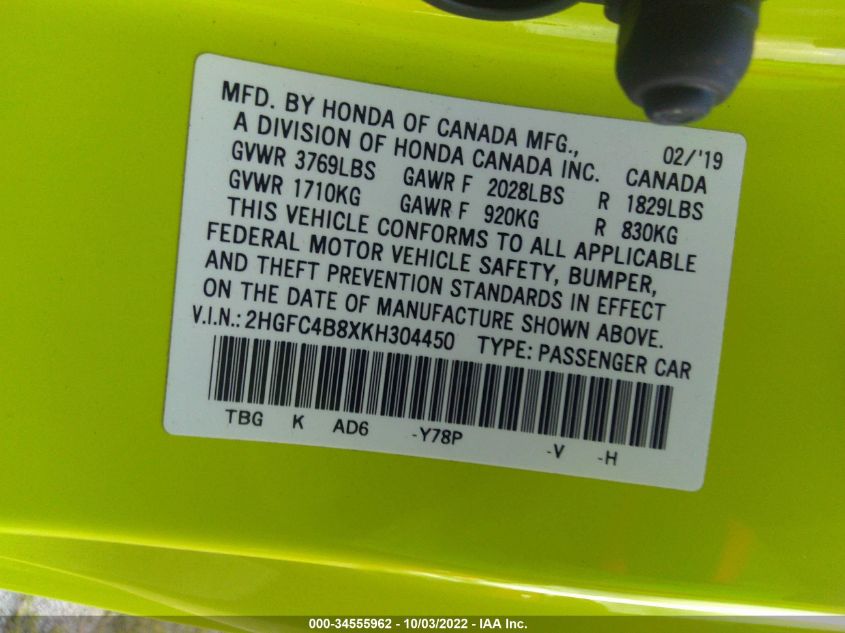 MFD. BY HONDA OF CANADA MFG., 02/'19
A DIVISION OF HONDA CANADA INC. CANADA
GVWR 3769LBS GAWR F 2028LBS R 1829LBS
GVWR 1710KG GAWR F 920KG R 830KG
THIS VEHICLE CONFORMS TO ALL APPLICABLE
FEDERAL MOTOR VEHICLE SAFETY, BUMPER,
AND THEFT PREVENTION STANDARDS IN EFFECT
ON THE DATE OF MANUFACTURE SHOWN ABOVE.
V.I.N.: 2HGFC4B8XKH304450 TYPE: PASSENGER CAR
TBG K AD6 -Y78P -V -H
000-34555962 - 10/03/2022 - IAA Inc.